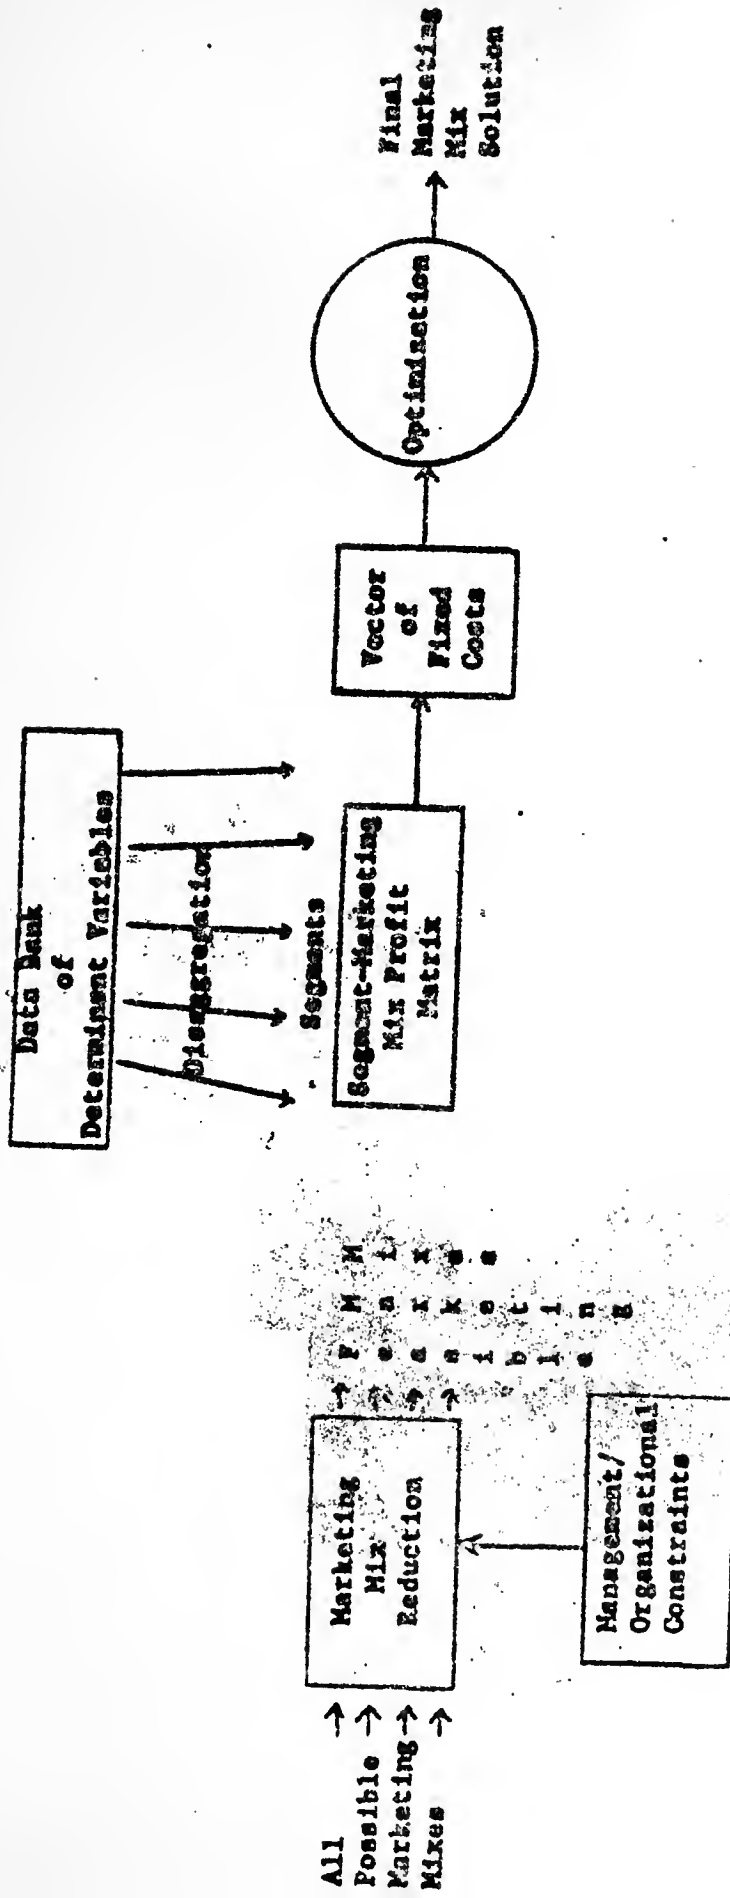 Data Bank
of
Determinent Variables
Disaggregation
Segments
All
Possible
Marketing
Mixes
Marketing
Mix
Reduction
Feasible
Marketing
Mixes
Segment-Marketing
Mix Profit
Matrix
Vector
of
Fixed
Costs
Optimization
Final
Marketing
Mix
Solution
Management/
Organizational
Constraints